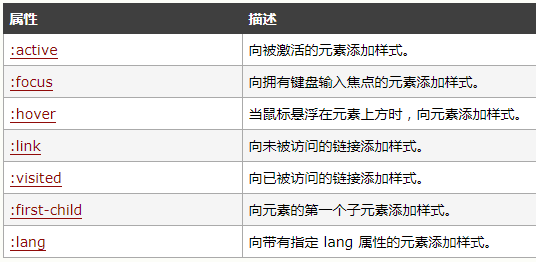 属性 描述
:active 向被激活的元素添加样式。
:focus 向拥有键盘输入焦点的元素添加样式。
:hover 当鼠标悬浮在元素上方时，向元素添加样式。
:link 向未被访问的链接添加样式。
:visited 向已被访问的链接添加样式。
:first-child 向元素的第一个子元素添加样式。
:lang 向带有指定 lang 属性的元素添加样式。